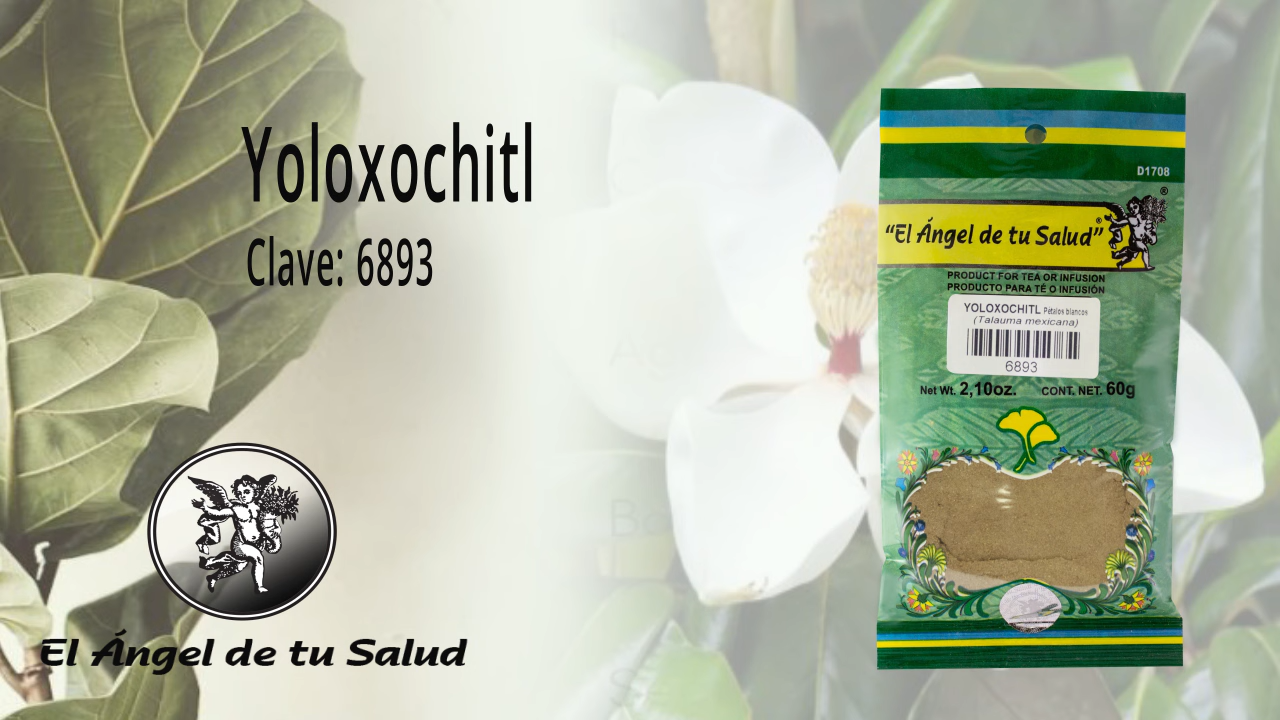 Yoloxochitl
Clave: 6893
El Ángel de tu Salud
D1708
®
"El Ángel de tu Salud"®
PRODUCT FOR TEA OR INFUSION
PRODUCTO PARA TÉ O INFUSIÓN
YOLOXOCHITL Pétalos blancos
(Talauma mexicana)
6893
Net Wt. 2,10oz. CONT. NET. 60g